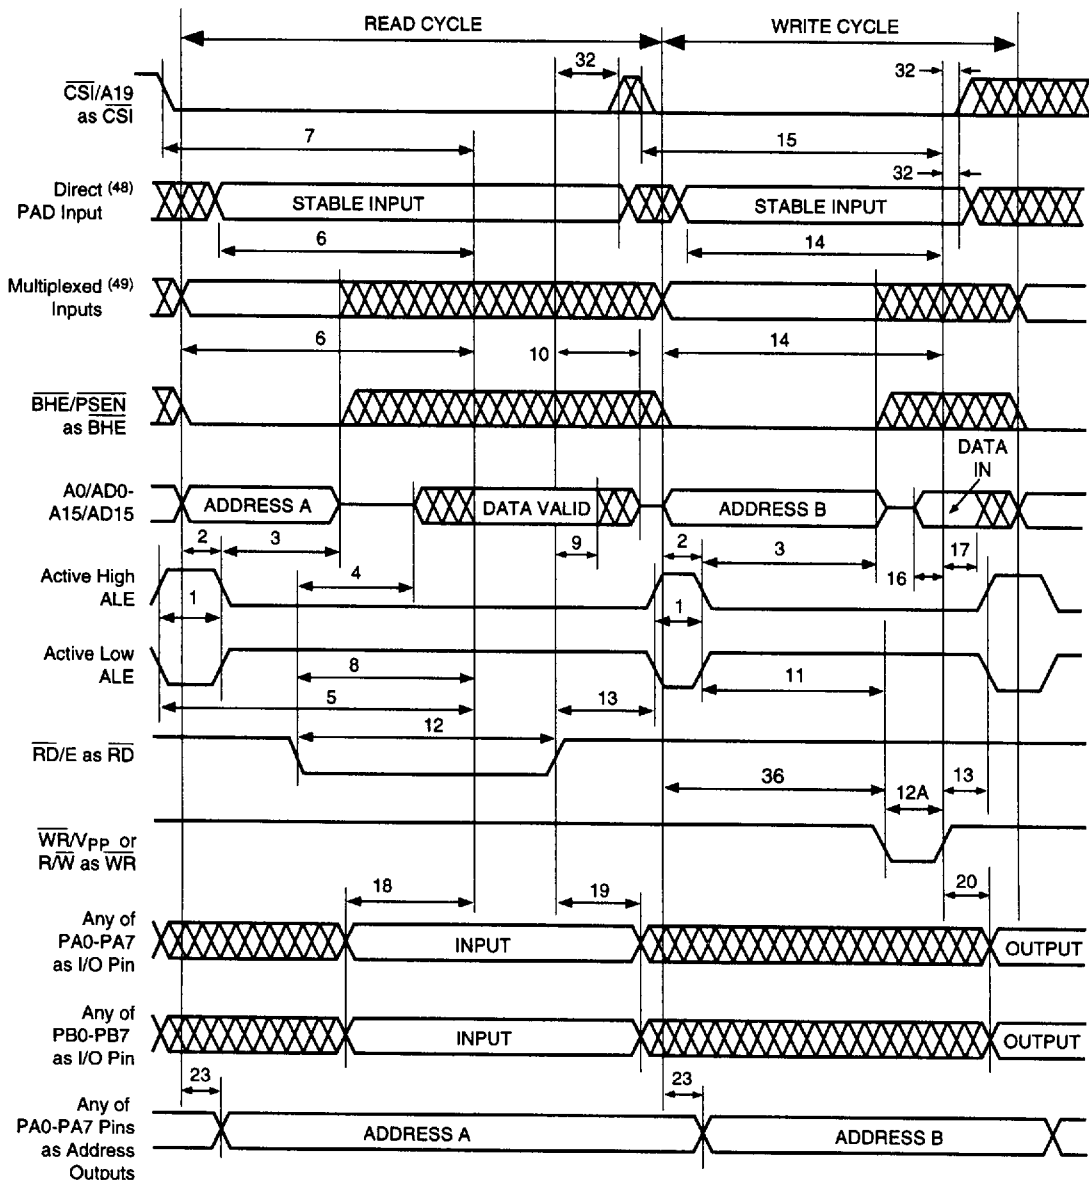 READ CYCLE
WRITE CYCLE
32
32
CSI/A19
as CSI
7
15
32
Direct (48)
PAD Input
STABLE INPUT
STABLE INPUT
6
14
Multiplexed (49)
Inputs
6
10
14
BHE/PSEN
as BHE
DATA
IN
A0/AD0-
A15/AD15
ADDRESS A
DATA VALID
ADDRESS B
2
3
9
2
3
17
4
16
Active High
ALE
1
1
Active Low
ALE
8
11
5
13
12
RD/E as RD
36
12A
13
WR/VPP or
R/W as WR
18
19
20
Any of
PA0-PA7
as I/O Pin
INPUT
OUTPUT
Any of
PB0-PB7
as I/O Pin
INPUT
OUTPUT
23
23
Any of
PA0-PA7 Pins
as Address
Outputs
ADDRESS A
ADDRESS B